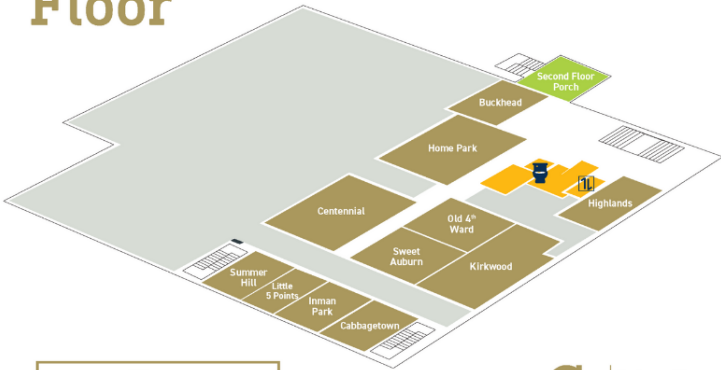 Floor
Second Floor
Porch
Buckhead
Home Park
Highlands
Centennial
Old 4th
Ward
Sweet
Auburn
Kirkwood
Summer
Hill
Little
5 Points
Inman
Park
Cabbagetown